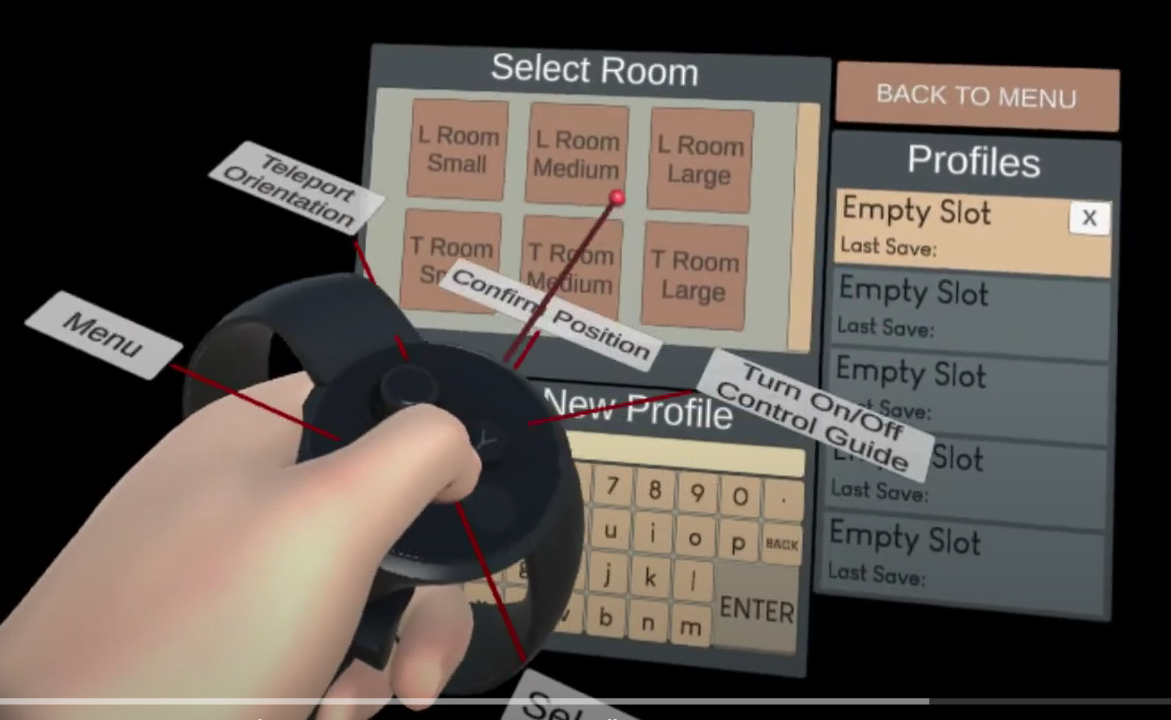 Select Room
L Room
Small
L Room
Medium
L Room
Large
T Room
T Room
Medium
T Room
Large
BACK TO MENU
Profiles
Empty Slot
X
Last Save:
Empty Slot
Last Save:
Empty Slot
Save:
Slot
Last Save:
Empty Slot
Last Save:
Teleport
Orientation
Menu
Confirm Position
Turn On/Off
Control Guide
New Profile
7 8 9 0 .
u i o p BACK
j k l
v b n m
ENTER
Y